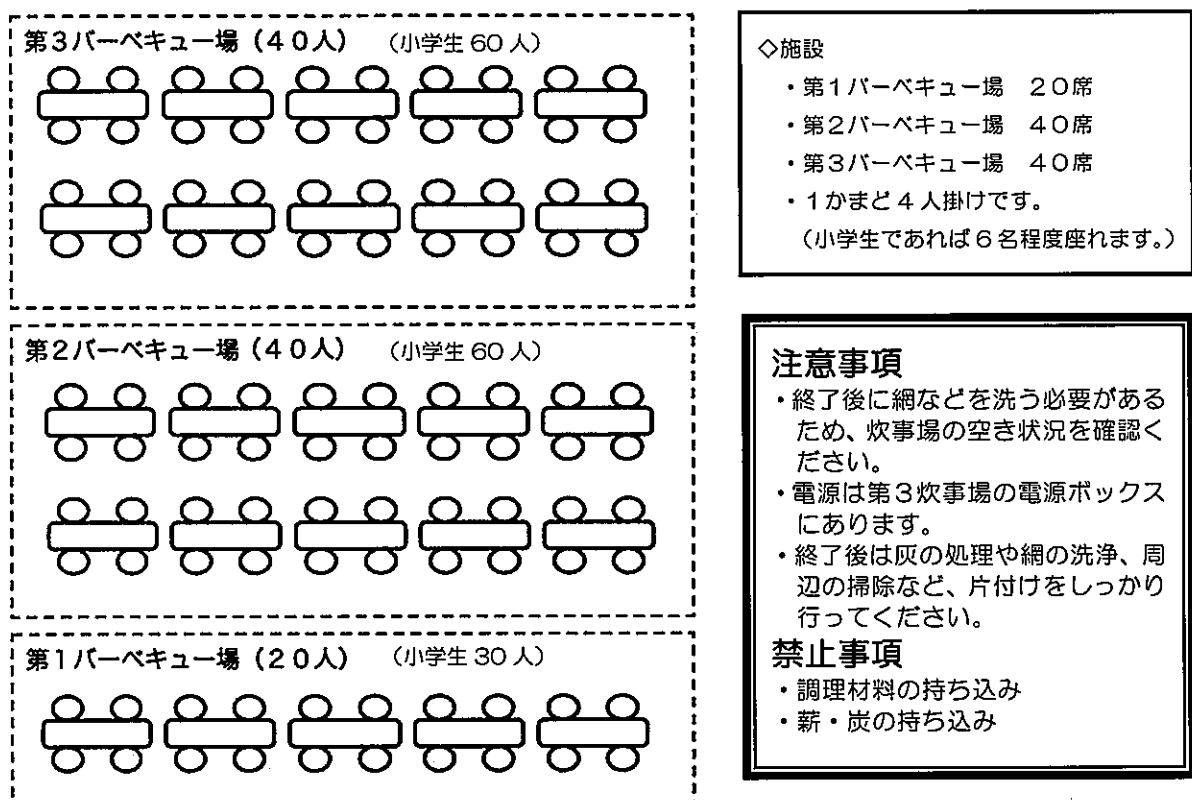 第3バーベキュー場（４０人）　（小学生 60 人）
第2バーベキュー場（４０人）　（小学生 60 人）
第1バーベキュー場（２０人）　（小学生 30 人）
◇施設
・第1バーベキュー場　２０席
・第2バーベキュー場　４０席
・第3バーベキュー場　４０席
・１かまど４人掛けです。
（小学生であれば６名程度座れます。）
注意事項
・終了後に網などを洗う必要がある
ため、炊事場の空き状況を確認く
ださい。
・電源は第３炊事場の電源ボックス
にあります。
・終了後は灰の処理や網の洗浄、周
辺の掃除など、片付けをしっかり
行ってください。
禁止事項
・調理材料の持ち込み
・薪・炭の持ち込み